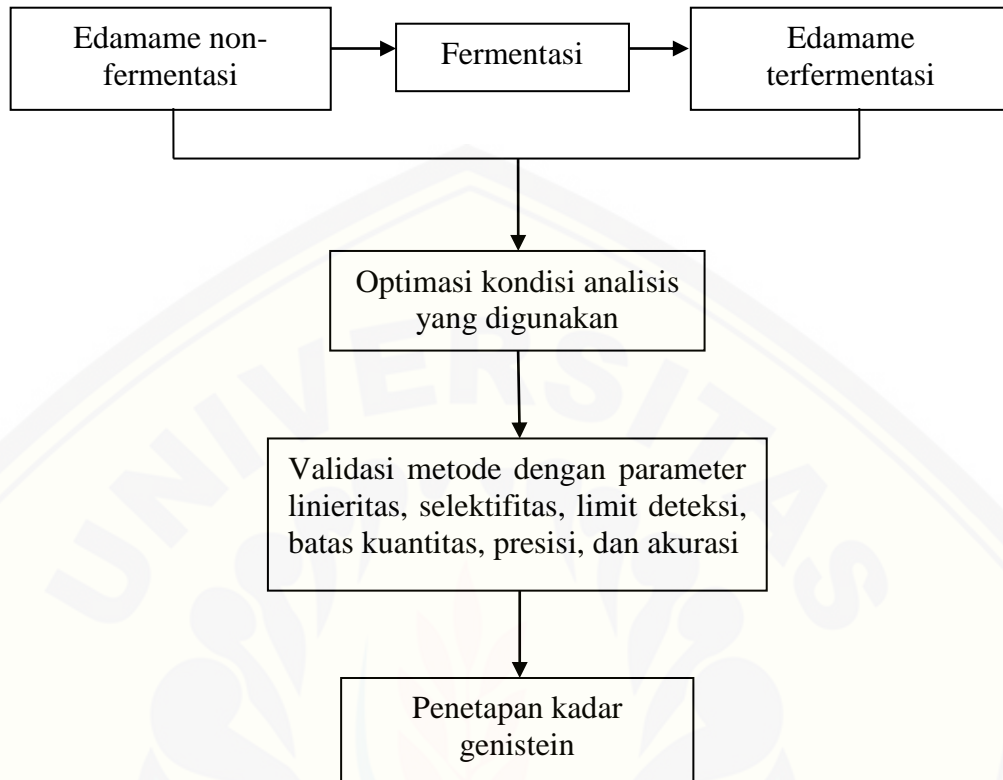 Edamame non-
fermentasi
Fermentasi
Edamame
terfermentasi
Optimasi kondisi analisis
yang digunakan
Validasi metode dengan parameter
linieritas, selektifitas, limit deteksi,
batas kuantitas, presisi, dan akurasi
Penetapan kadar
genistein
UNIVERSITAS